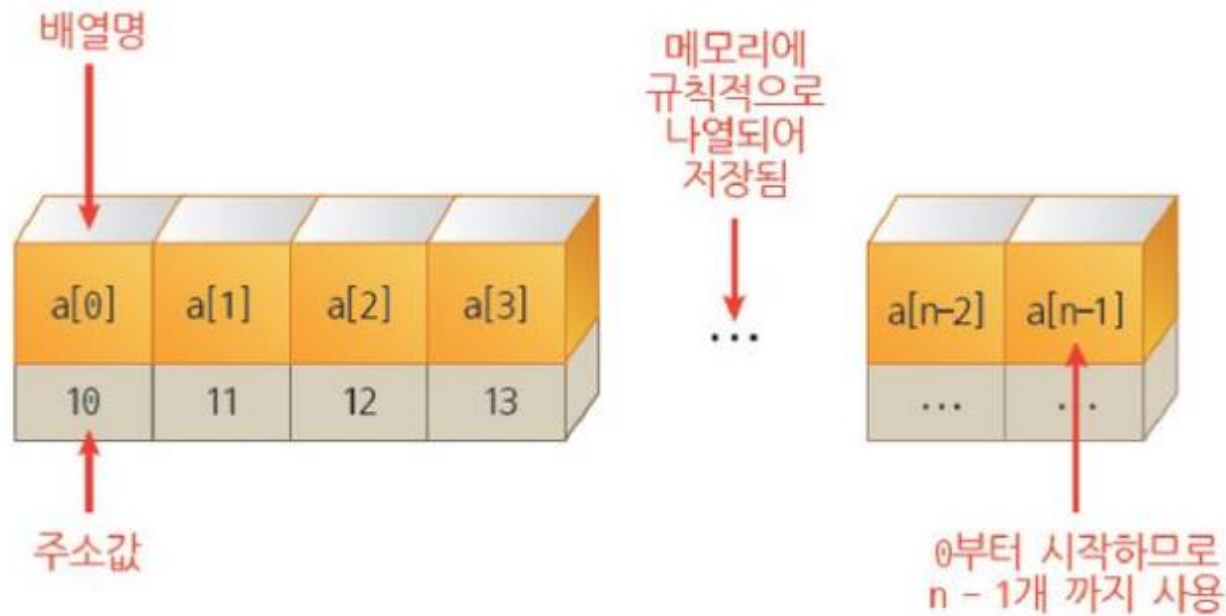 배열명
메모리에
규칙적으로
나열되어
저장됨
a[0] a[1] a[2] a[3] ... a[n-2] a[n-1]
10 11 12 13 ... ...
주소값
0부터 시작하므로
n - 1개 까지 사용